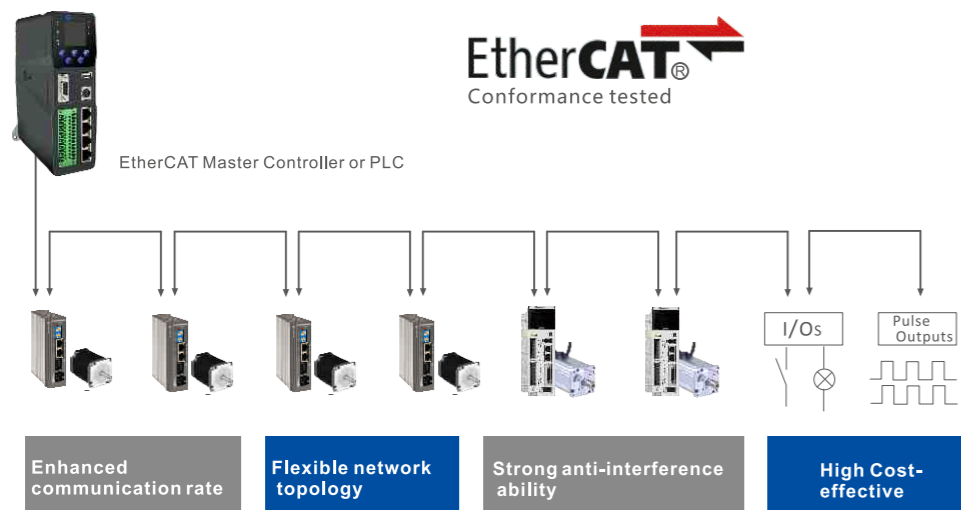 EtherCAT®
Conformance tested
EtherCAT Master Controller or PLC
I/Os
Pulse
Outputs
Enhanced
communication rate
Flexible network
topology
Strong anti-interference
ability
High Cost-
effective